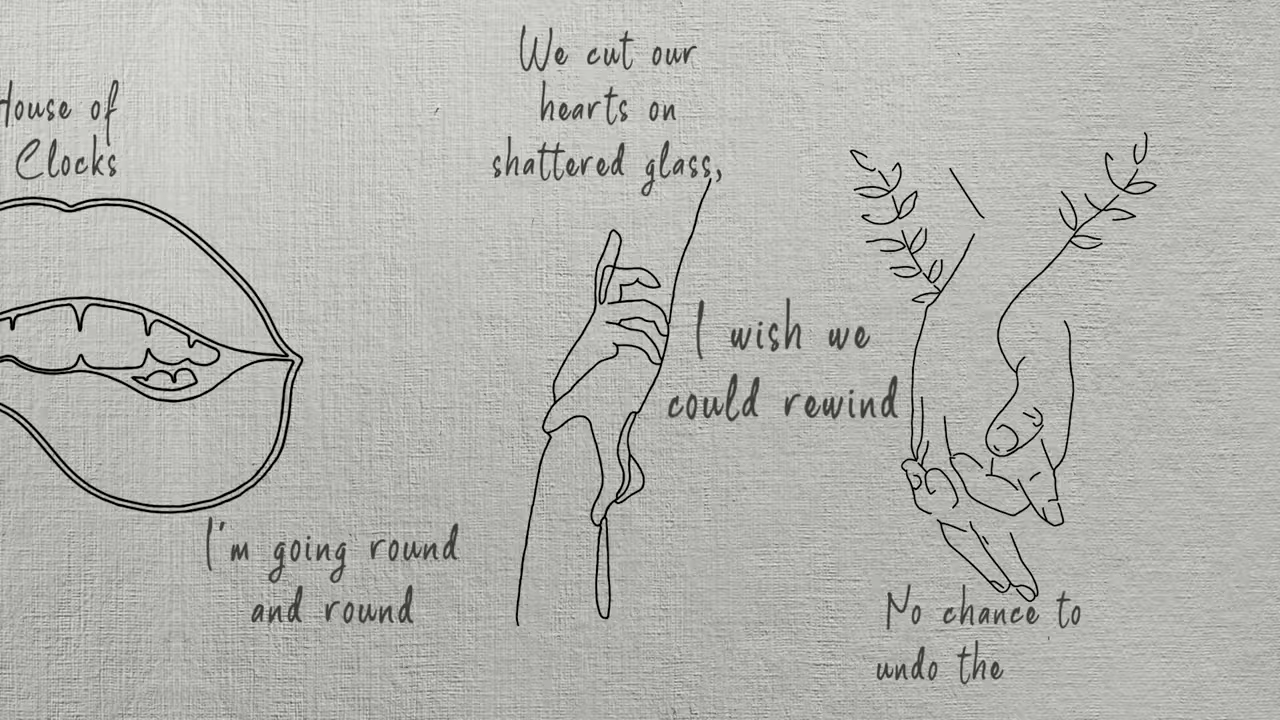 House of
Clocks
I'm going round
and round
We cut our
hearts on
shattered glass,
I wish we
could rewind
No chance to
undo the